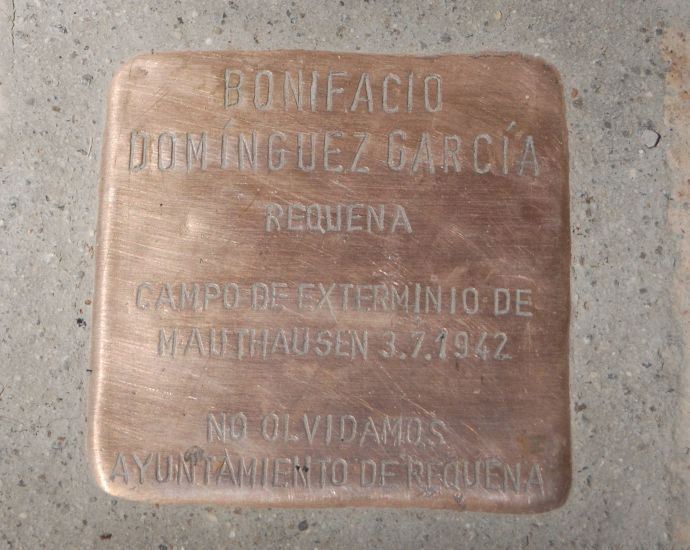 BONIFACIO
DOMÍNGUEZ GARCÍA
REQUENA
CAMPO DE EXTERMINIO DE
MAUTHAUSEN 3.7.1942
NO OLVIDAMOS
AYUNTAMIENTO DE REQUENA